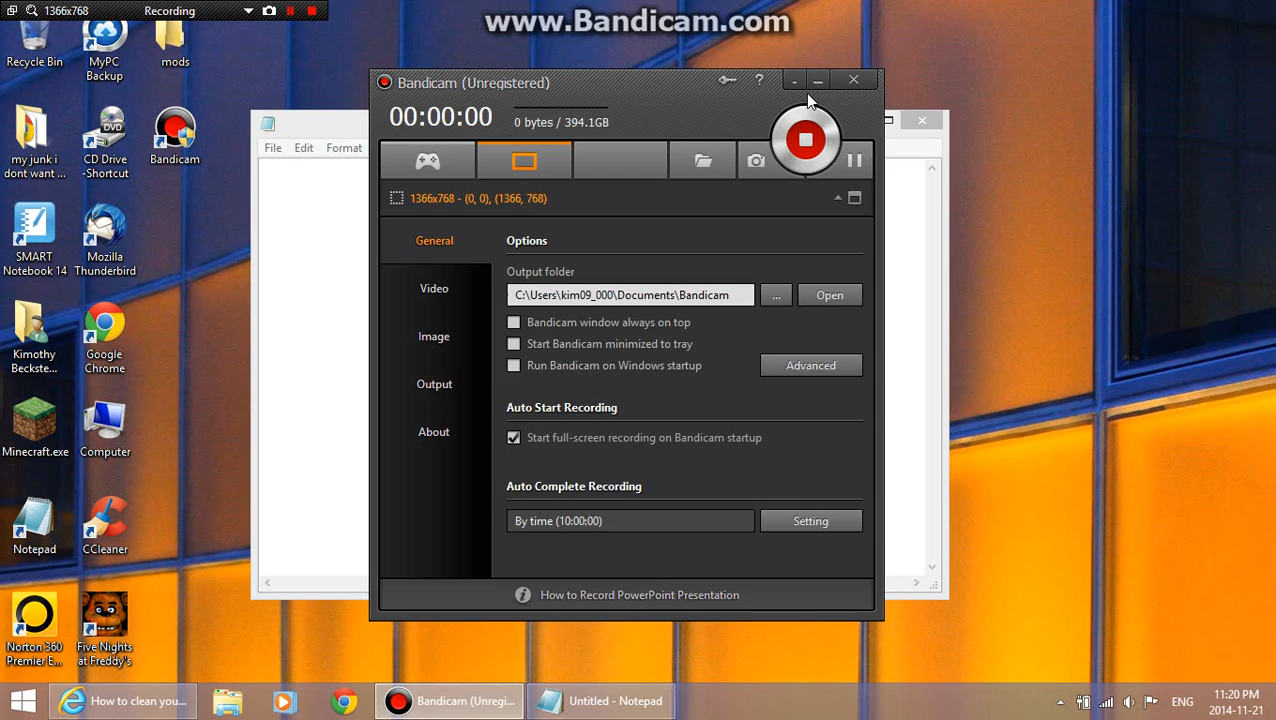 1366x768 Recording
www.Bandicam.com
Recycle Bin
MyPC
Backup
mods
my junk i
dont want ...
CD Drive
-Shortcut
Bandicam
SMART
Notebook 14
Mozilla
Thunderbird
Kimothy
Beckste...
Google
Chrome
Minecraft.exe
Computer
Notepad
CCleaner
Norton 360
Premier E...
Five Nights
at Freddy's
File Edit Format
Bandicam (Unregistered)
?
00:00:00
0 bytes / 394.1GB
1366x768 - (0, 0), (1366, 768)
General
Video
Image
Output
About
Options
Output folder
C:\Users\kim09_000\Documents\Bandicam ... Open
Bandicam window always on top
Start Bandicam minimized to tray
Run Bandicam on Windows startup Advanced
Auto Start Recording
Start full-screen recording on Bandicam startup
Auto Complete Recording
By time (10:00:00) Setting
How to Record PowerPoint Presentation
How to clean you... Bandicam (Unregi... Untitled - Notepad ENG
11:20 PM
2014-11-21